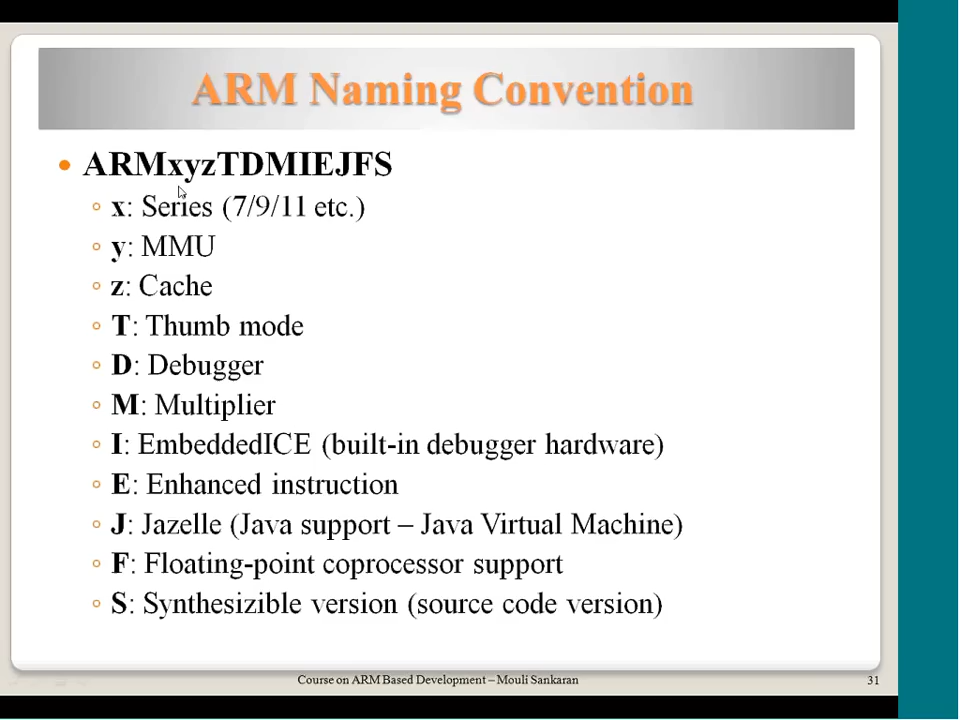 ARM Naming Convention
ARMxyzTDMIEJFS
x: Series (7/9/11 etc.)
y: MMU
z: Cache
T: Thumb mode
D: Debugger
M: Multiplier
I: EmbeddedICE (built-in debugger hardware)
E: Enhanced instruction
J: Jazelle (Java support – Java Virtual Machine)
F: Floating-point coprocessor support
S: Synthesizible version (source code version)
Course on ARM Based Development – Mouli Sankaran
31